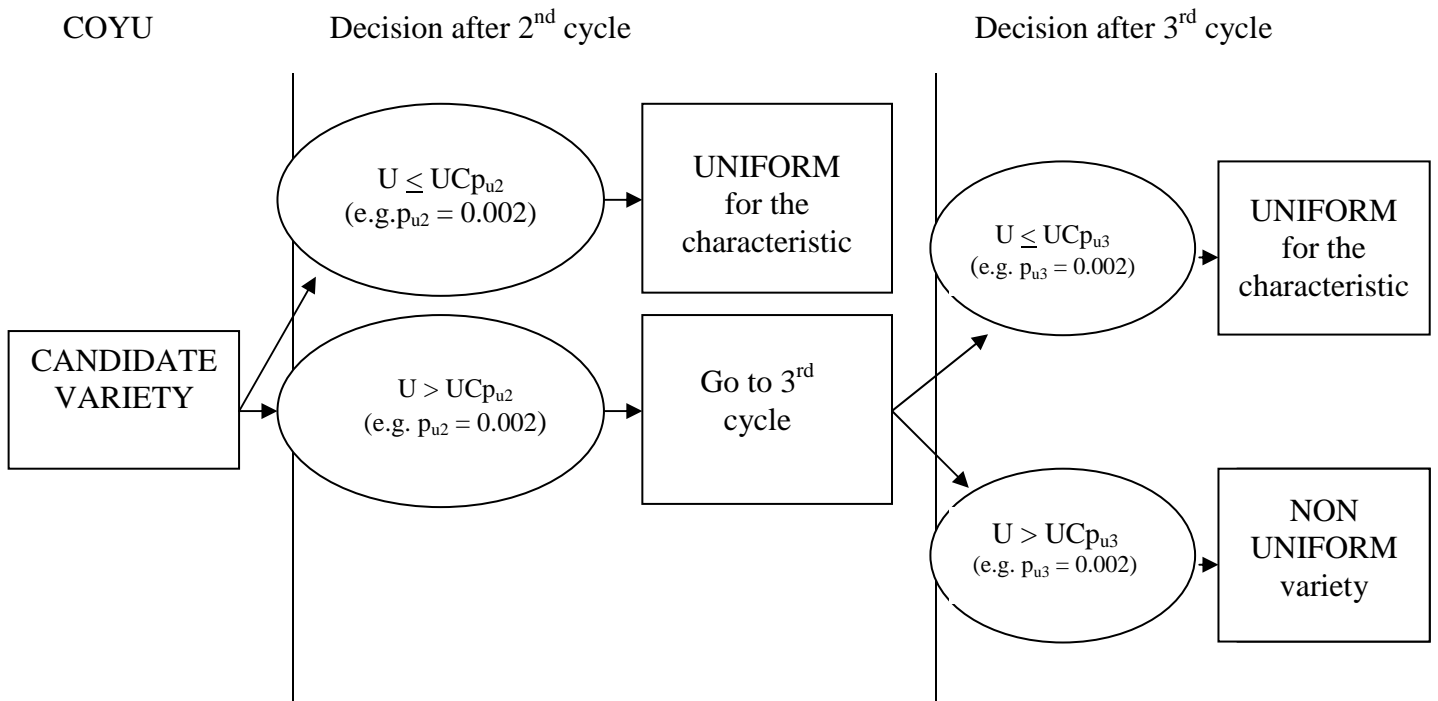 COYU
Decision after 2nd cycle
Decision after 3rd cycle
CANDIDATE
VARIETY
U ≤ UCpu2
(e.g.pu2 = 0.002)
UNIFORM
for the
characteristic
U > UCpu2
(e.g. pu2 = 0.002)
Go to 3rd
cycle
U ≤ UCpu3
(e.g. pu3 = 0.002)
UNIFORM
for the
characteristic
U > UCpu3
(e.g. pu3 = 0.002)
NON
UNIFORM
variety